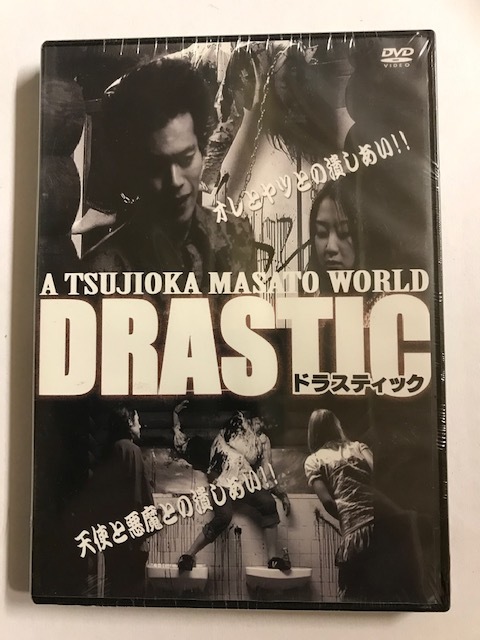 DVD
VIDEO
オレとヤツとの潰しあい!!
A TSUJIOKA MASATO WORLD
DRASTIC
ドラスティック
天使と悪魔との潰しあい!!